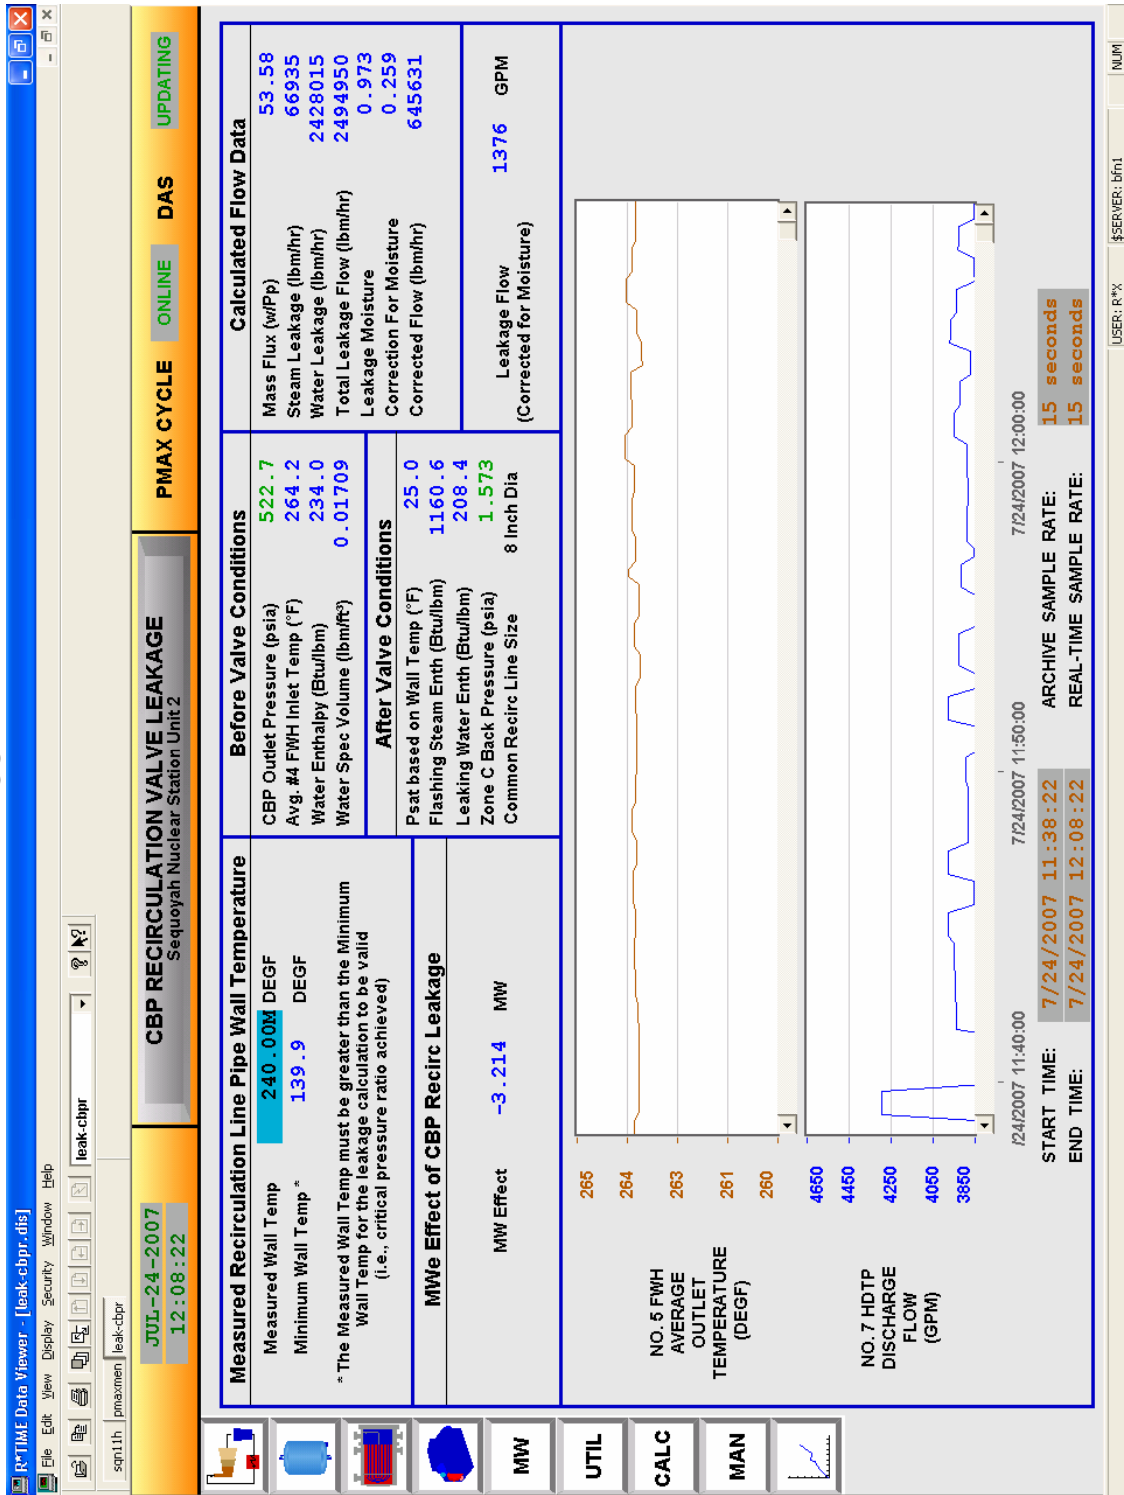 R*TIME Data Viewer - [leak-cbpr.dis]
File Edit View Display Security Window Help
leak-cbpr
sqn11h pmaxmen leak-cbpr
JUL-24-2007
12:08:22
CBP RECIRCULATION VALVE LEAKAGE
Sequoyah Nuclear Station Unit 2
PMAX CYCLE ONLINE DAS UPDATING
MW
UTIL
CALC
MAN
Measured Recirculation Line Pipe Wall Temperature
Measured Wall Temp 240.00M DEGF
Minimum Wall Temp * 139.9 DEGF
* The Measured Wall Temp must be greater than the Minimum
Wall Temp for the leakage calculation to be valid
(i.e., critical pressure ratio achieved)
MWe Effect of CBP Recirc Leakage
MW Effect -3.214 MW
Before Valve Conditions
CBP Outlet Pressure (psia) 522.7
Avg. #4 FWH Inlet Temp (°F) 264.2
Water Enthalpy (Btu/lbm) 234.0
Water Spec Volume (lbm/ft³) 0.01709
After Valve Conditions
Psat based on Wall Temp (°F) 25.0
Flashing Steam Enth (Btu/lbm) 1160.6
Leaking Water Enth (Btu/lbm) 208.4
Zone C Back Pressure (psia) 1.573
Common Recirc Line Size 8 Inch Dia
Calculated Flow Data
Mass Flux (w/Pp) 53.58
Steam Leakage (lbm/hr) 66935
Water Leakage (lbm/hr) 2428015
Total Leakage Flow (lbm/hr) 2494950
Leakage Moisture 0.973
Correction For Moisture 0.259
Corrected Flow (lbm/hr) 645631
Leakage Flow 1376 GPM
(Corrected for Moisture)
NO. 5 FWH
AVERAGE
OUTLET
TEMPERATURE
(DEGF)
265
264
263
261
260
NO. 7 HDTP
DISCHARGE
FLOW
(GPM)
4650
4450
4250
4050
3850
/24/2007 11:40:00 7/24/2007 11:50:00 7/24/2007 12:00:00
START TIME: 7/24/2007 11:38:22 ARCHIVE SAMPLE RATE: 15 seconds
END TIME: 7/24/2007 12:08:22 REAL-TIME SAMPLE RATE: 15 seconds
USER: R*X $SERVER: bfn1 NUM